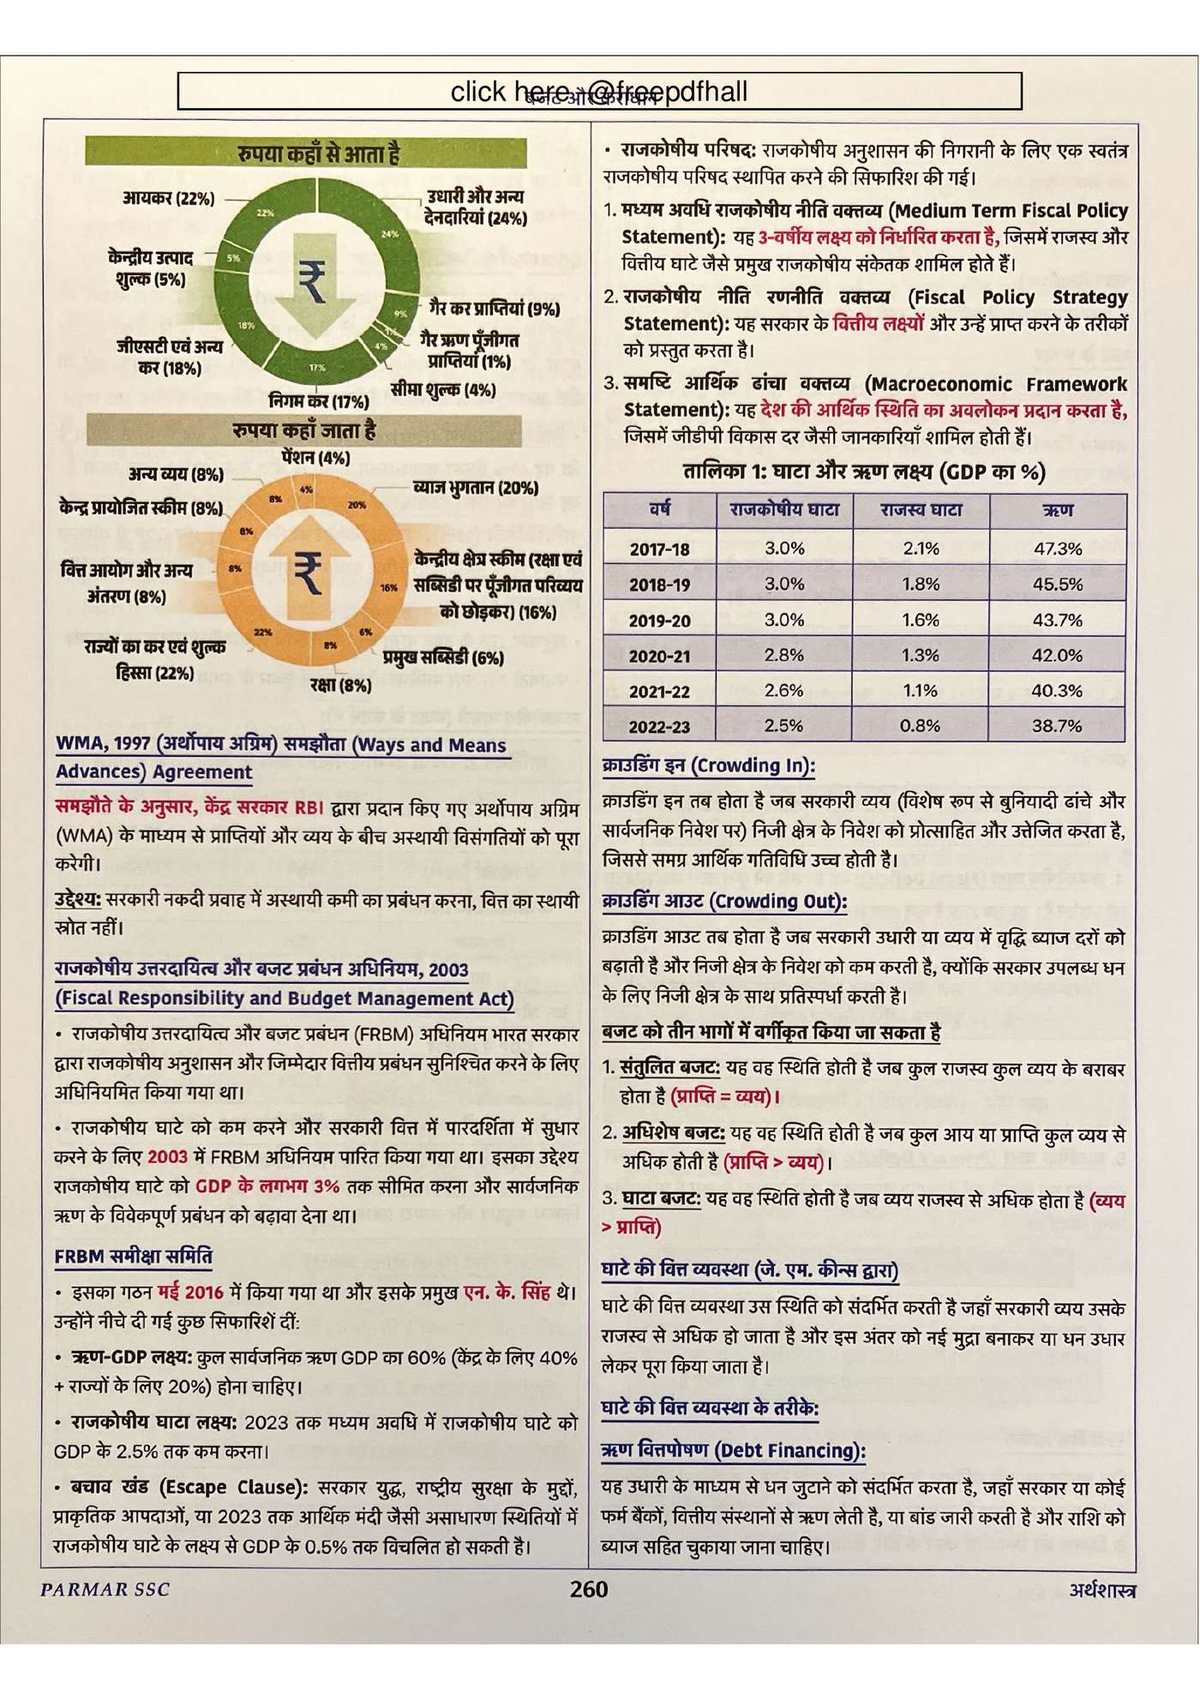 click here :@freepdfhall
बजट और कराधान
रुपया कहाँ से आता है
आयकर (22%)
उधारी और अन्य
देनदारियां (24%)
22%
24%
केन्द्रीय उत्पाद
शुल्क (5%)
5%
₹
गैर कर प्राप्तियां (9%)
9%
18%
1%
4%
गैर ऋण पूँजीगत
प्राप्तियां (1%)
जीएसटी एवं अन्य
कर (18%)
17%
सीमा शुल्क (4%)
निगम कर (17%)
रुपया कहाँ जाता है
पेंशन (4%)
अन्य व्यय (8%)
ब्याज भुगतान (20%)
4%
8%
20%
केन्द्र प्रायोजित स्कीम (8%)
8%
₹
केन्द्रीय क्षेत्र स्कीम (रक्षा एवं
सब्सिडी पर पूँजीगत परिव्यय
को छोड़कर) (16%)
16%
वित्त आयोग और अन्य
अंतरण (8%)
8%
22%
8%
6%
राज्यों का कर एवं शुल्क
हिस्सा (22%)
प्रमुख सब्सिडी (6%)
रक्षा (8%)
WMA, 1997 (अर्थोपाय अग्रिम) समझौता (Ways and Means
Advances) Agreement
समझौते के अनुसार, केंद्र सरकार RBI द्वारा प्रदान किए गए अर्थोपाय अग्रिम
(WMA) के माध्यम से प्राप्तियों और व्यय के बीच अस्थायी विसंगतियों को पूरा
करेगी।
उद्देश्य: सरकारी नकदी प्रवाह में अस्थायी कमी का प्रबंधन करना, वित्त का स्थायी
स्रोत नहीं।
राजकोषीय उत्तरदायित्व और बजट प्रबंधन अधिनियम, 2003
(Fiscal Responsibility and Budget Management Act)
• राजकोषीय उत्तरदायित्व और बजट प्रबंधन (FRBM) अधिनियम भारत सरकार
द्वारा राजकोषीय अनुशासन और जिम्मेदार वित्तीय प्रबंधन सुनिश्चित करने के लिए
अधिनियमित किया गया था।
• राजकोषीय घाटे को कम करने और सरकारी वित्त में पारदर्शिता में सुधार
करने के लिए 2003 में FRBM अधिनियम पारित किया गया था। इसका उद्देश्य
राजकोषीय घाटे को GDP के लगभग 3% तक सीमित करना और सार्वजनिक
ऋण के विवेकपूर्ण प्रबंधन को बढ़ावा देना था।
FRBM समीक्षा समिति
• इसका गठन मई 2016 में किया गया था और इसके प्रमुख एन. के. सिंह थे।
उन्होंने नीचे दी गई कुछ सिफारिशें दीं:
• ऋण-GDP लक्ष्य: कुल सार्वजनिक ऋण GDP का 60% (केंद्र के लिए 40%
+ राज्यों के लिए 20%) होना चाहिए।
• राजकोषीय घाटा लक्ष्य: 2023 तक मध्यम अवधि में राजकोषीय घाटे को
GDP के 2.5% तक कम करना।
• बचाव खंड (Escape Clause): सरकार युद्ध, राष्ट्रीय सुरक्षा के मुद्दों,
प्राकृतिक आपदाओं, या 2023 तक आर्थिक मंदी जैसी असाधारण स्थितियों में
राजकोषीय घाटे के लक्ष्य से GDP के 0.5% तक विचलित हो सकती है।
• राजकोषीय परिषद: राजकोषीय अनुशासन की निगरानी के लिए एक स्वतंत्र
राजकोषीय परिषद स्थापित करने की सिफारिश की गई।
1. मध्यम अवधि राजकोषीय नीति वक्तव्य (Medium Term Fiscal Policy
Statement): यह 3-वर्षीय लक्ष्य को निर्धारित करता है, जिसमें राजस्व और
वित्तीय घाटे जैसे प्रमुख राजकोषीय संकेतक शामिल होते हैं।
2. राजकोषीय नीति रणनीति वक्तव्य (Fiscal Policy Strategy
Statement): यह सरकार के वित्तीय लक्ष्यों और उन्हें प्राप्त करने के तरीकों
को प्रस्तुत करता है।
3. समष्टि आर्थिक ढांचा वक्तव्य (Macroeconomic Framework
Statement): यह देश की आर्थिक स्थिति का अवलोकन प्रदान करता है,
जिसमें जीडीपी विकास दर जैसी जानकारियाँ शामिल होती हैं।
तालिका 1: घाटा और ऋण लक्ष्य (GDP का %)
वर्ष राजकोषीय घाटा राजस्व घाटा ऋण
2017-18 3.0% 2.1% 47.3%
2018-19 3.0% 1.8% 45.5%
2019-20 3.0% 1.6% 43.7%
2020-21 2.8% 1.3% 42.0%
2021-22 2.6% 1.1% 40.3%
2022-23 2.5% 0.8% 38.7%
क्राउडिंग इन (Crowding In):
क्राउडिंग इन तब होता है जब सरकारी व्यय (विशेष रूप से बुनियादी ढांचे और
सार्वजनिक निवेश पर) निजी क्षेत्र के निवेश को प्रोत्साहित और उत्तेजित करता है,
जिससे समग्र आर्थिक गतिविधि उच्च होती है।
क्राउडिंग आउट (Crowding Out):
क्राउडिंग आउट तब होता है जब सरकारी उधारी या व्यय में वृद्धि ब्याज दरों को
बढ़ाती है और निजी क्षेत्र के निवेश को कम करती है, क्योंकि सरकार उपलब्ध धन
के लिए निजी क्षेत्र के साथ प्रतिस्पर्धा करती है।
बजट को तीन भागों में वर्गीकृत किया जा सकता है
1. संतुलित बजट: यह वह स्थिति होती है जब कुल राजस्व कुल व्यय के बराबर
होता है (प्राप्ति = व्यय)।
2. अधिशेष बजट: यह वह स्थिति होती है जब कुल आय या प्राप्ति कुल व्यय से
अधिक होती है (प्राप्ति > व्यय)।
3. घाटा बजट: यह वह स्थिति होती है जब व्यय राजस्व से अधिक होता है (व्यय
> प्राप्ति)
घाटे की वित्त व्यवस्था (जे. एम. कीन्स द्वारा)
घाटे की वित्त व्यवस्था उस स्थिति को संदर्भित करती है जहाँ सरकारी व्यय उसके
राजस्व से अधिक हो जाता है और इस अंतर को नई मुद्रा बनाकर या धन उधार
लेकर पूरा किया जाता है।
घाटे की वित्त व्यवस्था के तरीके:
ऋण वित्तपोषण (Debt Financing):
यह उधारी के माध्यम से धन जुटाने को संदर्भित करता है, जहाँ सरकार या कोई
फर्म बैंकों, वित्तीय संस्थानों से ऋण लेती है, या बांड जारी करती है और राशि को
ब्याज सहित चुकाया जाना चाहिए।
PARMAR SSC
260
अर्थशास्त्र